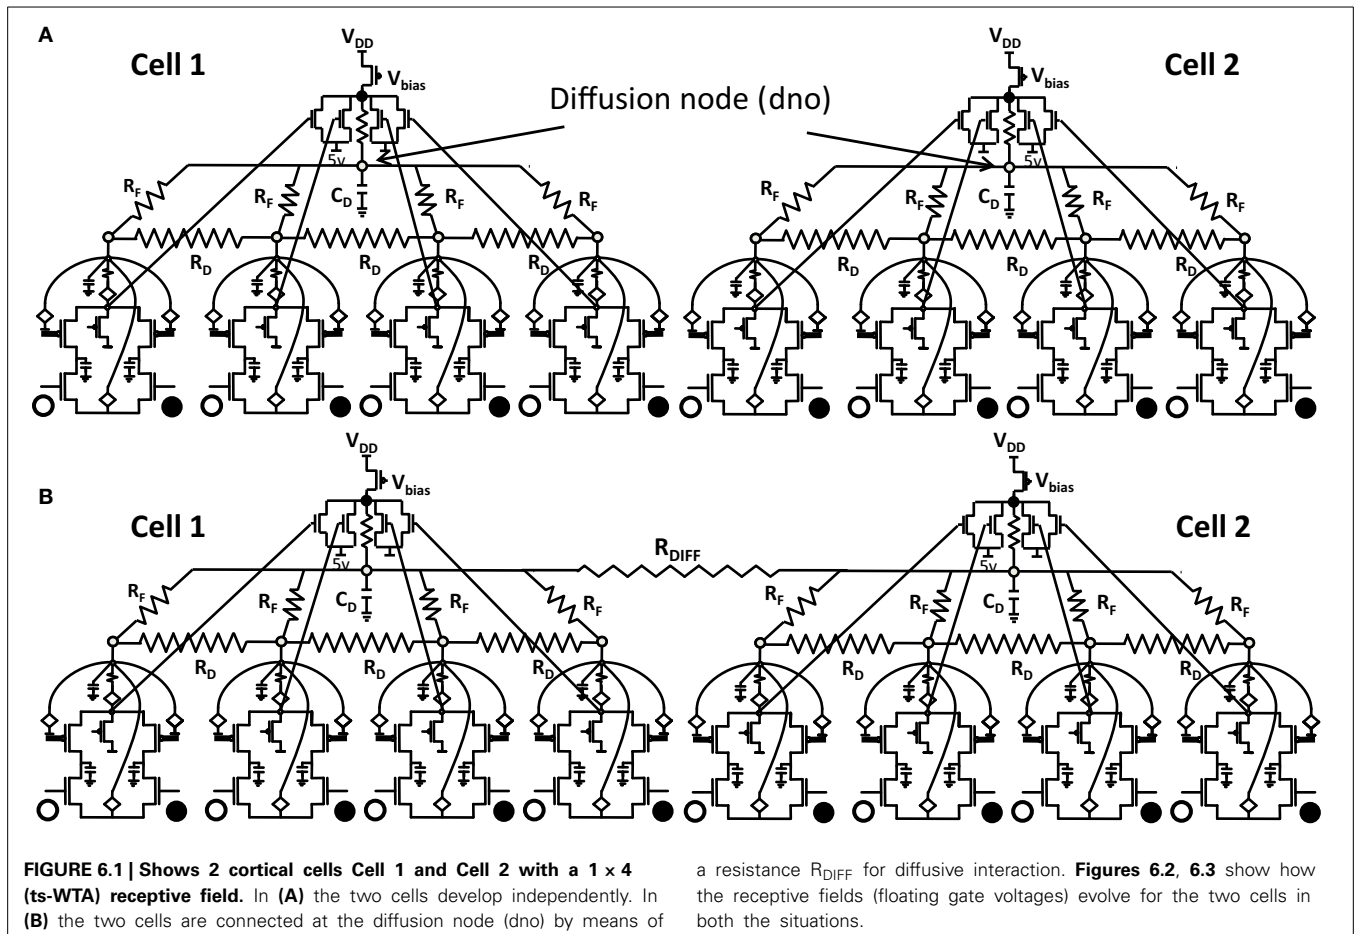 A
Cell 1
V_DD
V_bias
Diffusion node (dno)
V_DD
V_bias
Cell 2
5v
5v
R_F
R_F
C_D
R_F
R_F
R_F
R_F
C_D
R_F
R_F
R_D
R_D
R_D
R_D
R_D
R_D
B
Cell 1
V_DD
V_bias
V_DD
V_bias
Cell 2
R_DIFF
5v
5v
R_F
R_F
C_D
R_F
R_F
R_F
R_F
C_D
R_F
R_F
R_D
R_D
R_D
R_D
R_D
R_D
FIGURE 6.1 | Shows 2 cortical cells Cell 1 and Cell 2 with a 1 × 4
(ts-WTA) receptive field. In (A) the two cells develop independently. In
(B) the two cells are connected at the diffusion node (dno) by means of
a resistance R_DIFF for diffusive interaction. Figures 6.2, 6.3 show how
the receptive fields (floating gate voltages) evolve for the two cells in
both the situations.